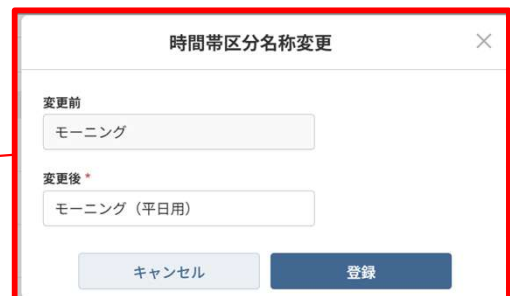 時間帯区分名称変更
変更前
モーニング
変更後 *
モーニング（平日用）
キャンセル 登録